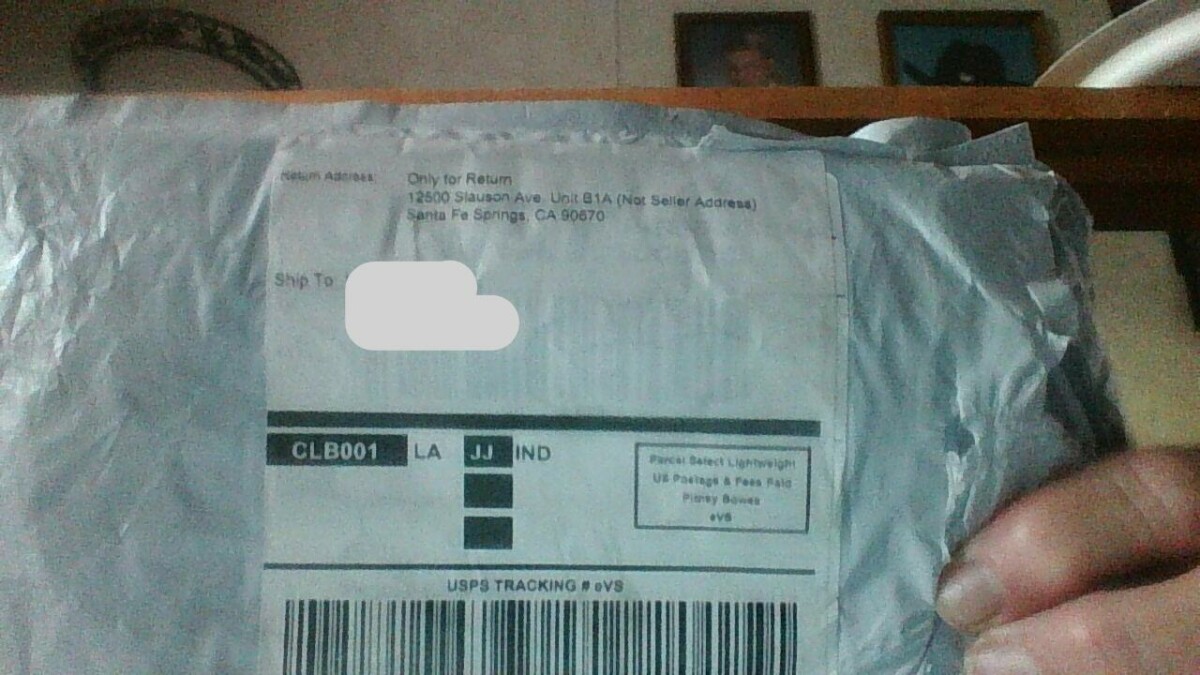 Return Address:
Only for Return
12500 Slauson Ave. Unit B1A (Not Seller Address)
Santa Fe Springs, CA 90670
Ship To
CLB001 LA JJ IND
Parcel Select Lightweight
US Postage & Fees Paid
Pitney Bowes
eVS
USPS TRACKING # eVS